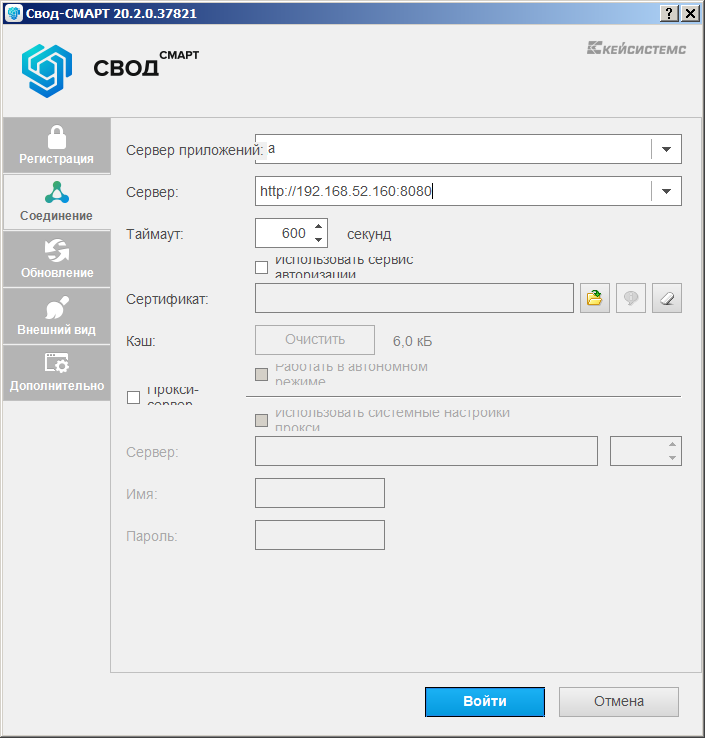 Свод-СМАРТ 20.2.0.37821
СВОД СМАРТ
КЕЙСИСТЕМС
Регистрация
Соединение
Обновление
Внешний вид
Дополнительно
Сервер приложений: a
Сервер: http://192.168.52.160:8080
Таймаут: 600 секунд
Использовать сервис
авторизации
Сертификат:
Кэш: Очистить 6,0 кБ
Работать в автономном
режиме
Прокси-
сервер
Использовать системные настройки
прокси
Сервер:
Имя:
Пароль:
Войти Отмена